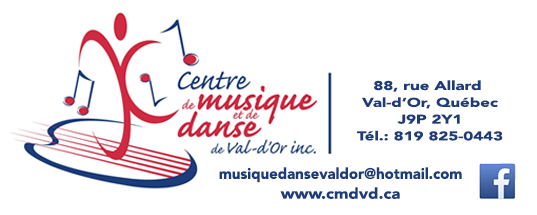 Centre
de musique
et de
danse
de Val-d'Or inc.
88, rue Allard
Val-d'Or, Québec
J9P 2Y1
Tél.: 819 825-0443
musiquedansevaldor@hotmail.com
www.cmdvd.ca
f